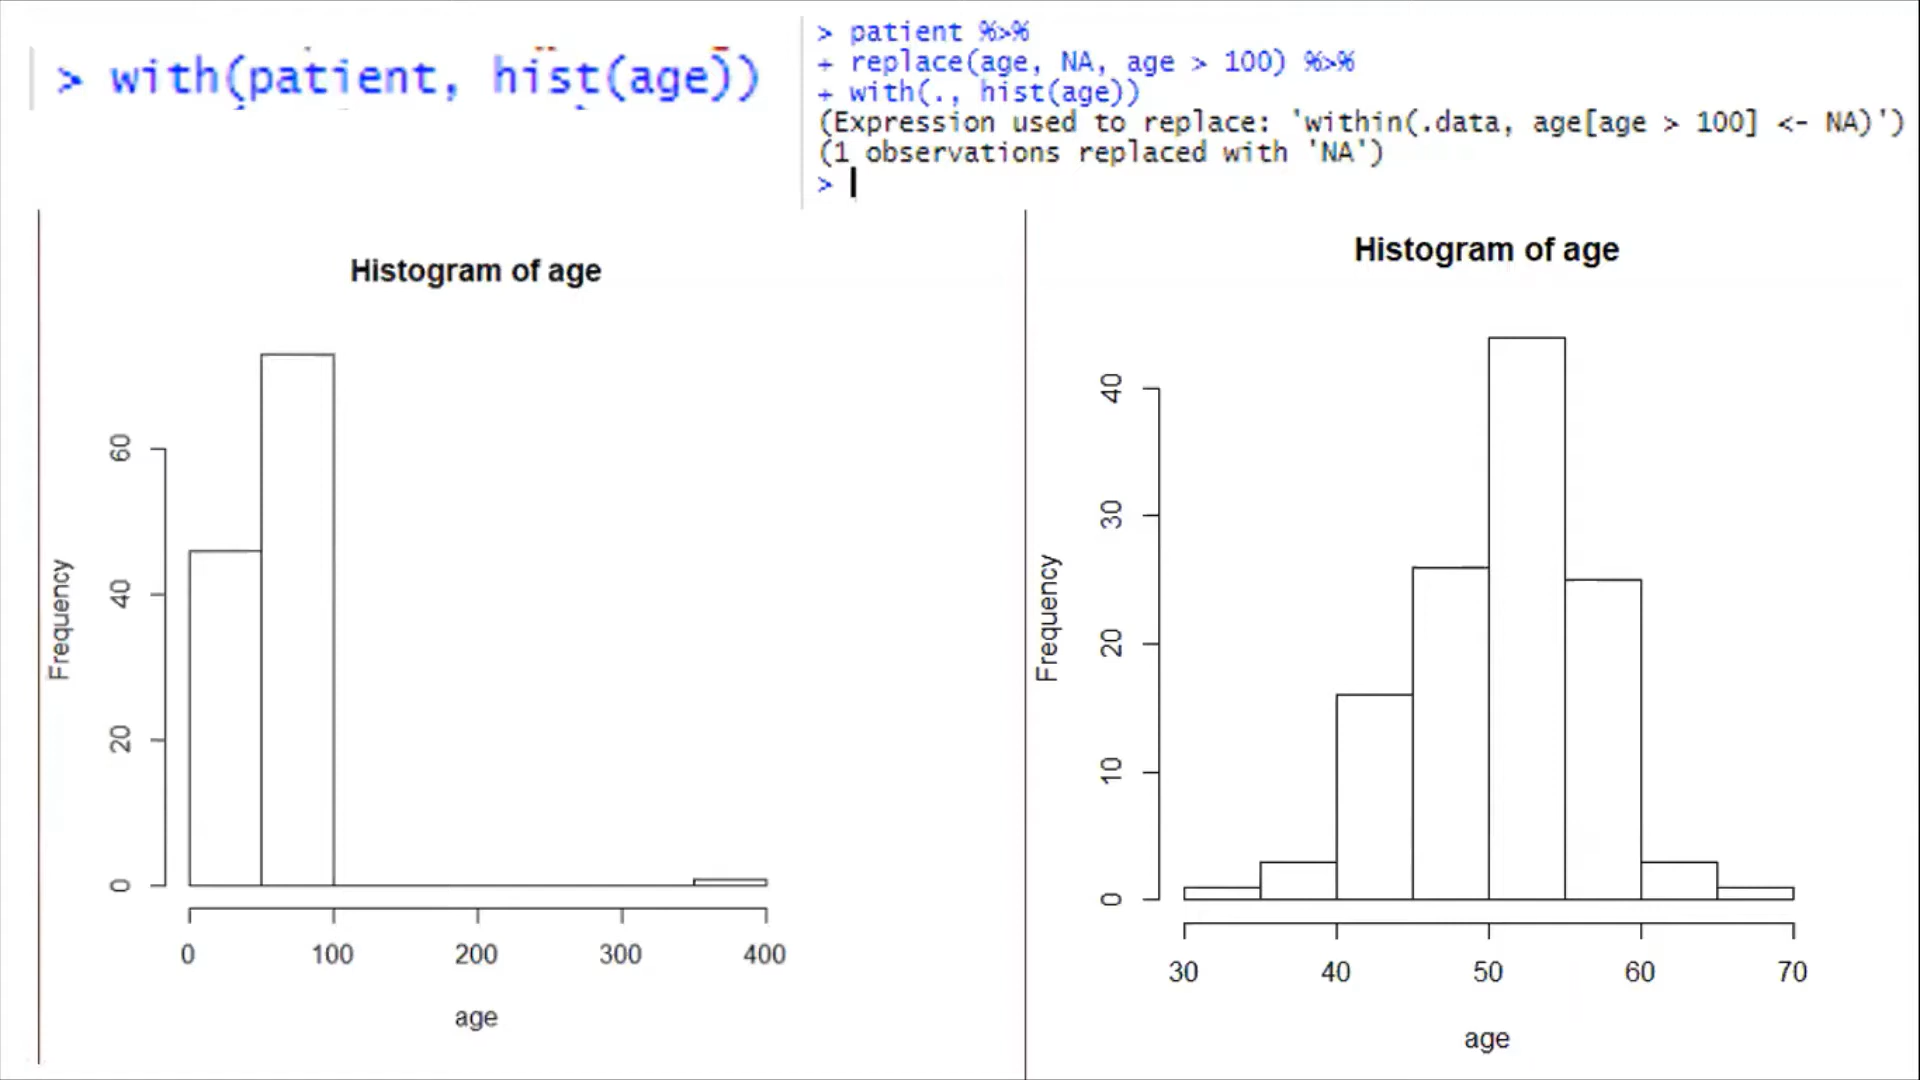 > with(patient, hist(age))
> patient %>%
+ replace(age, NA, age > 100) %>%
+ with(., hist(age))
(Expression used to replace: 'within(.data, age[age > 100] <- NA)')
(1 observations replaced with 'NA')
>
Histogram of age
Frequency
60
40
20
0
0 100 200 300 400
age
Histogram of age
Frequency
40
30
20
10
0
30 40 50 60 70
age